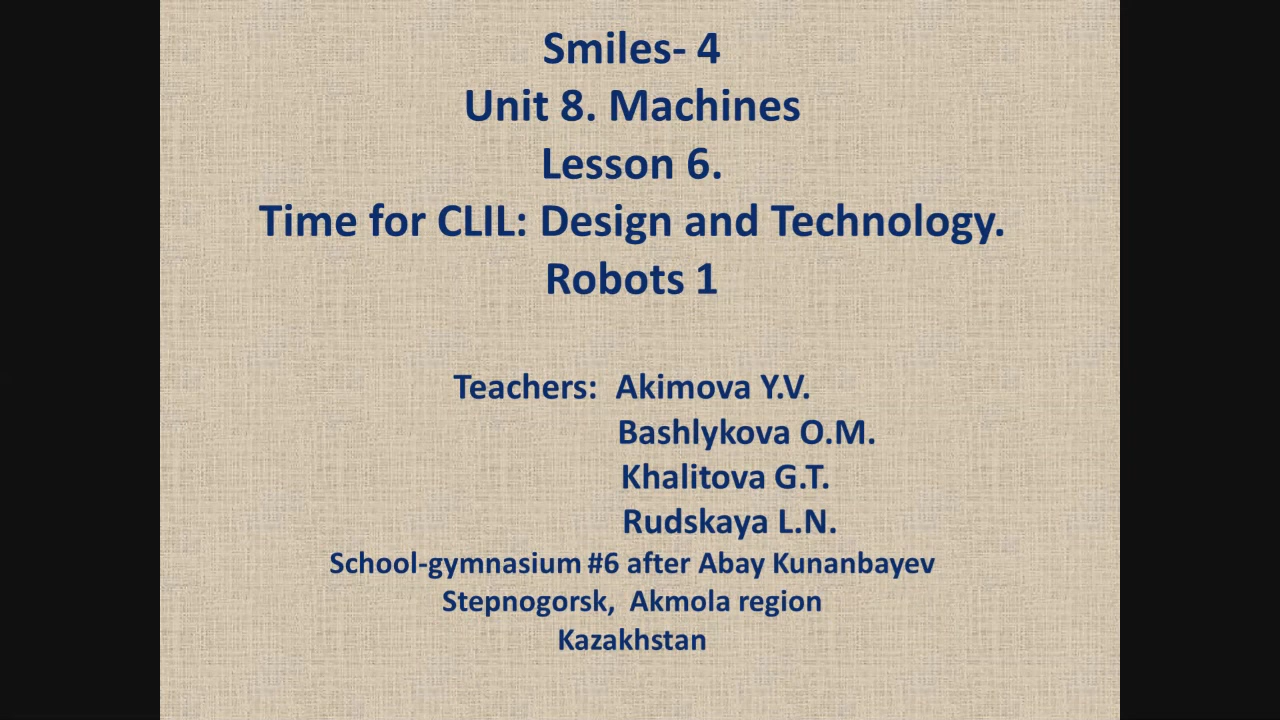 Smiles- 4
Unit 8. Machines
Lesson 6.
Time for CLIL: Design and Technology.
Robots 1
Teachers:  Akimova Y.V.
Bashlykova O.M.
Khalitova G.T.
Rudskaya L.N.
School-gymnasium #6 after Abay Kunanbayev
Stepnogorsk,  Akmola region
Kazakhstan